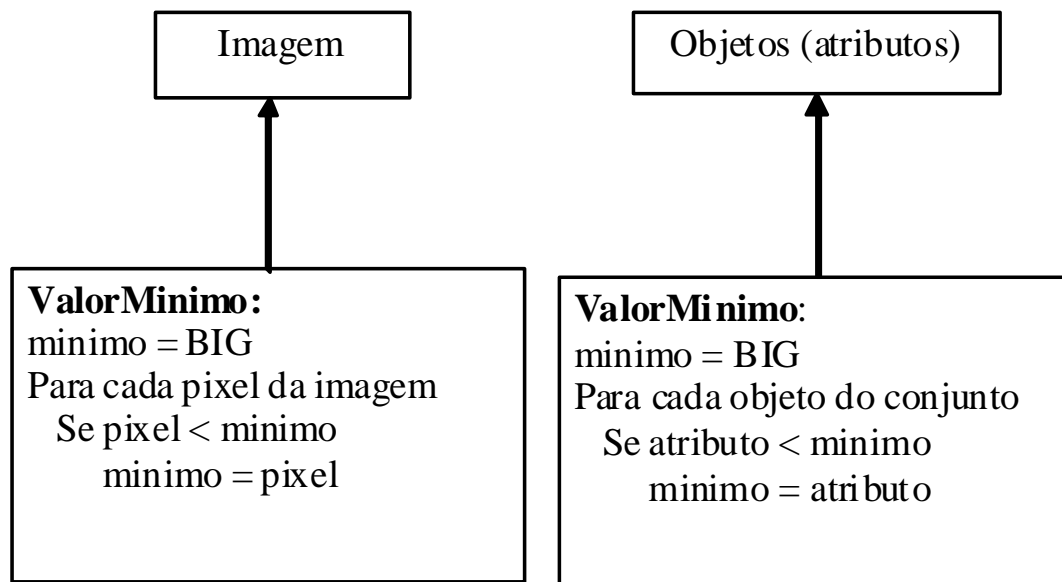 Imagem
Objetos (atributos)
ValorMinimo:
minimo = BIG
Para cada pixel da imagem
Se pixel < minimo
minimo = pixel
ValorMinimo:
minimo = BIG
Para cada objeto do conjunto
Se atributo < minimo
minimo = atributo